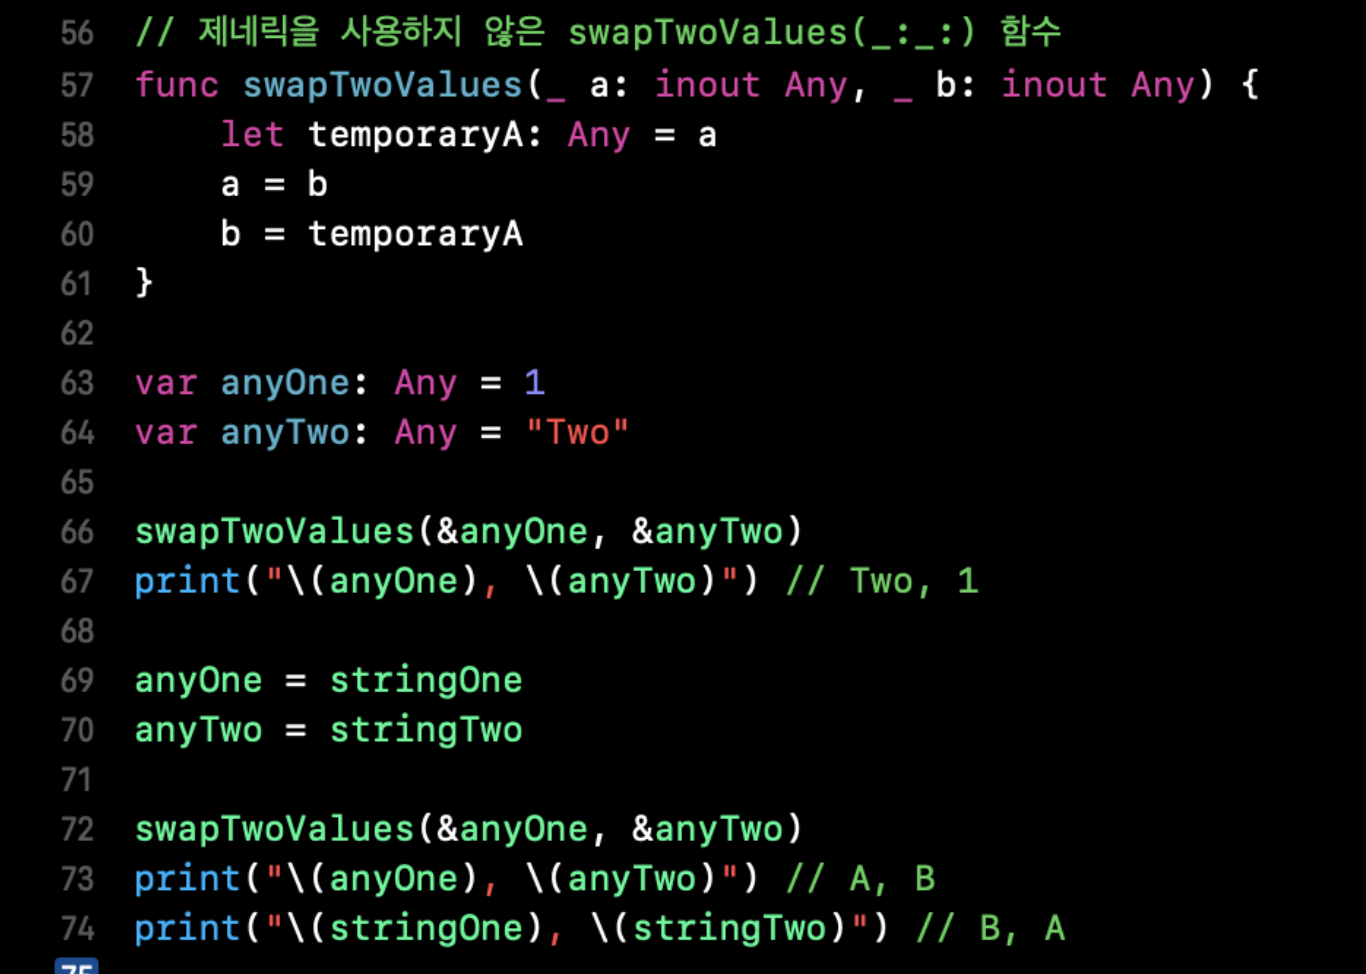 56 // 제네릭을 사용하지 않은 swapTwoValues(_:_:) 함수
57 func swapTwoValues(_ a: inout Any, _ b: inout Any) {
58     let temporaryA: Any = a
59     a = b
60     b = temporaryA
61 }
62
63 var anyOne: Any = 1
64 var anyTwo: Any = "Two"
65
66 swapTwoValues(&anyOne, &anyTwo)
67 print("\(anyOne), \(anyTwo)") // Two, 1
68
69 anyOne = stringOne
70 anyTwo = stringTwo
71
72 swapTwoValues(&anyOne, &anyTwo)
73 print("\(anyOne), \(anyTwo)") // A, B
74 print("\(stringOne), \(stringTwo)") // B, A
75